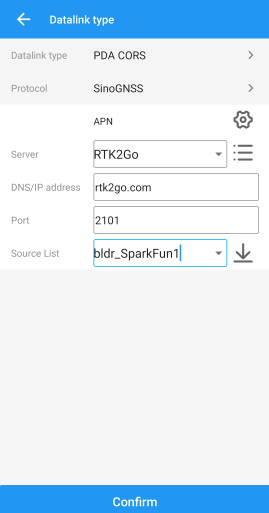 Datalink type
Datalink type PDA CORS
Protocol SinoGNSS
APN
Server RTK2Go
DNS/IP address rtk2go.com
Port 2101
Source List bldr_SparkFun1
Confirm